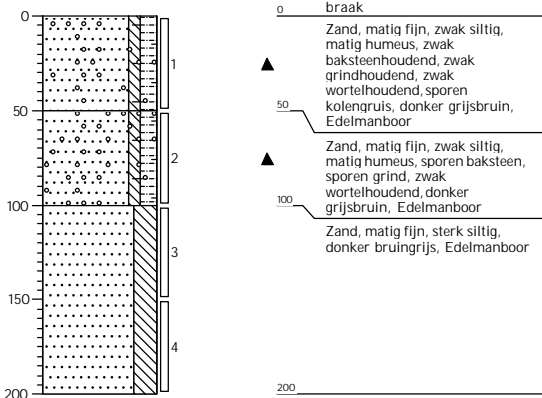 0
50
100
150
200
1
2
3
4
0
braak
Zand, matig fijn, zwak siltig,
matig humeus, zwak
baksteenhoudend, zwak
grindhoudend, zwak
wortelhoudend, sporen
kolengruis, donker grijsbruin,
Edelmanboor
50
Zand, matig fijn, zwak siltig,
matig humeus, sporen baksteen,
sporen grind, zwak
wortelhoudend, donker
grijsbruin, Edelmanboor
100
Zand, matig fijn, sterk siltig,
donker bruingrijs, Edelmanboor
200